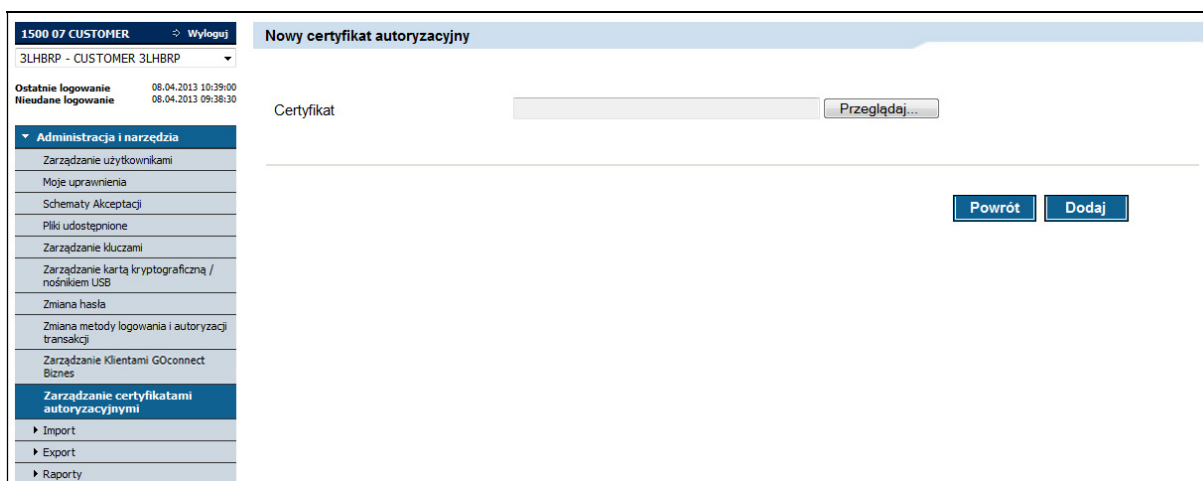 1500 07 CUSTOMER Wyloguj
3LHBRP - CUSTOMER 3LHBRP
Ostatnie logowanie 08.04.2013 10:39:00
Nieudane logowanie 08.04.2013 09:38:30
Administracja i narzędzia
Zarządzanie użytkownikami
Moje uprawnienia
Schematy Akceptacji
Pliki udostępnione
Zarządzanie kluczami
Zarządzanie kartą kryptograficzną /
nośnikiem USB
Zmiana hasła
Zmiana metody logowania i autoryzacji
transakcji
Zarządzanie Klientami GOconnect
Biznes
Zarządzanie certyfikatami
autoryzacyjnymi
Import
Export
Raporty
Nowy certyfikat autoryzacyjny
Certyfikat Przeglądaj...
Powrót Dodaj